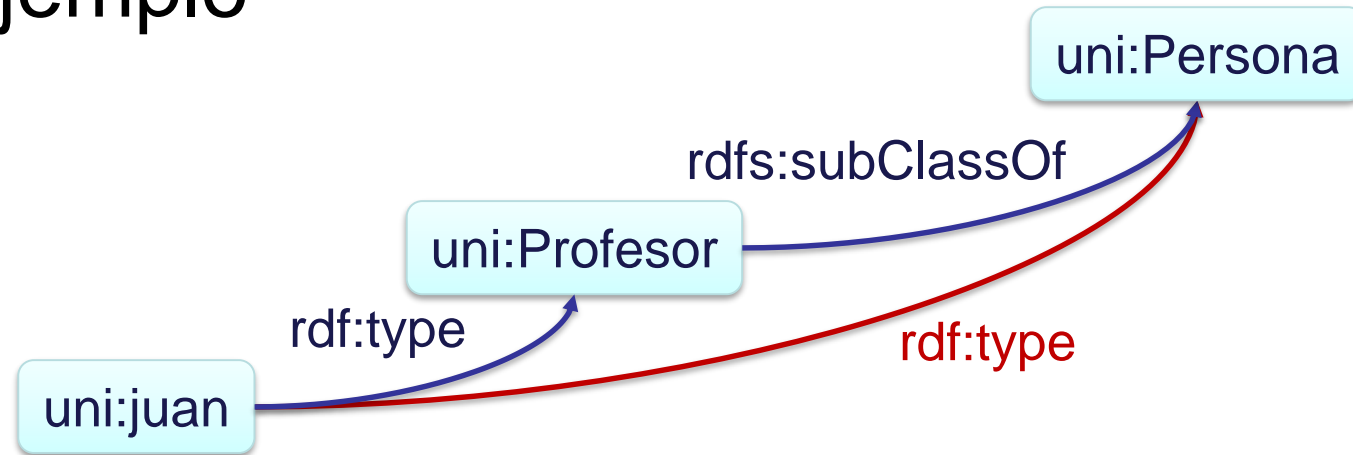 jemplo
uni:Persona
rdfs:subClassOf
uni:Profesor
rdf:type
rdf:type
uni:juan